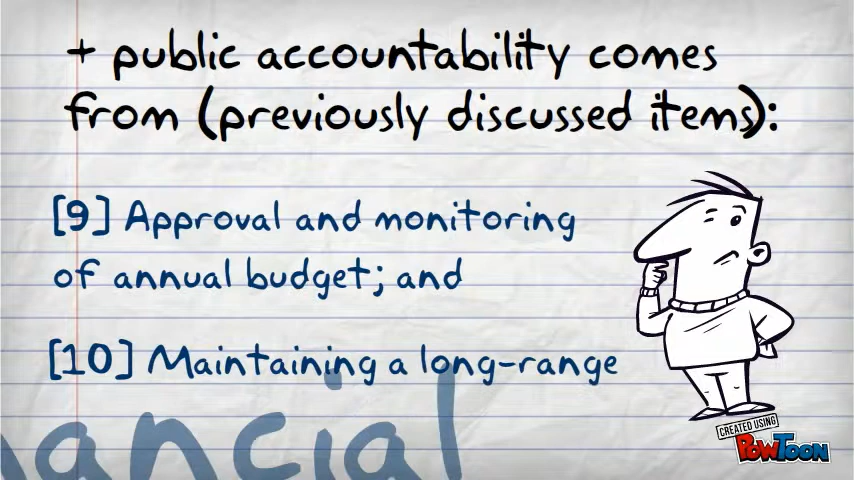 + public accountability comes
from (previously discussed items):
[9] Approval and monitoring
of annual budget; and
[10] Maintaining a long-range
ancial
CREATED USING
POWTOON